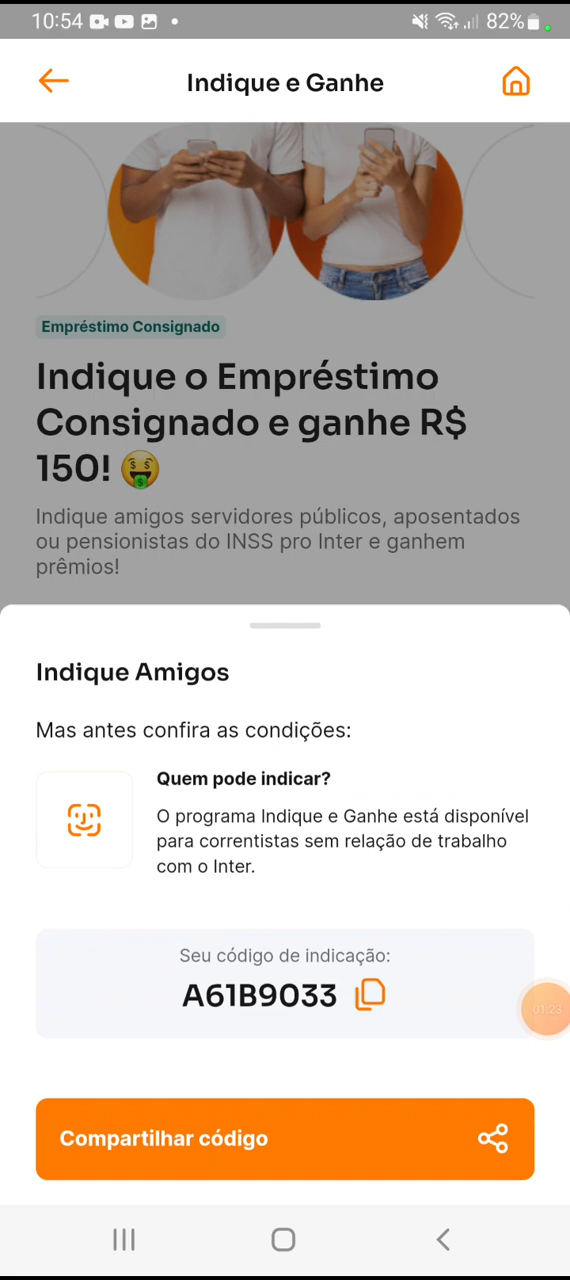 10:54 82%
Indique e Ganhe
Empréstimo Consignado
Indique o Empréstimo
Consignado e ganhe R$
150!
Indique amigos servidores públicos, aposentados
ou pensionistas do INSS pro Inter e ganhem
prêmios!
Indique Amigos
Mas antes confira as condições:
Quem pode indicar?
O programa Indique e Ganhe está disponível
para correntistas sem relação de trabalho
com o Inter.
Seu código de indicação:
A61B9033
01:23
Compartilhar código